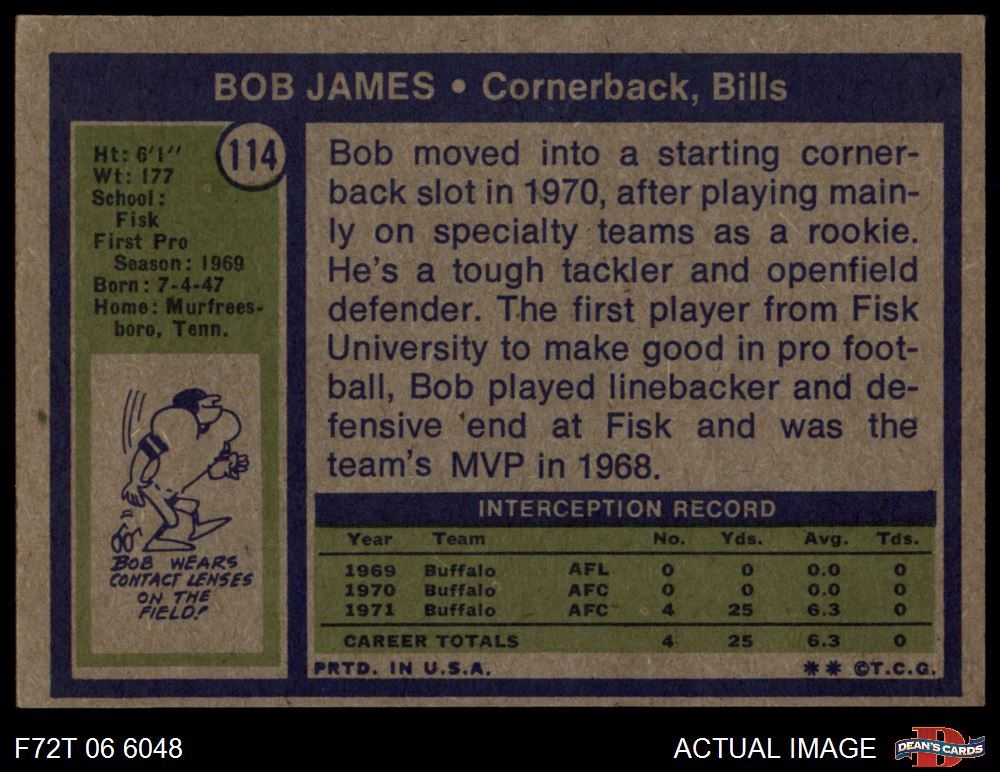 BOB JAMES • Cornerback, Bills
114
Ht: 6'1''
Wt: 177
School:
Fisk
First Pro
Season: 1969
Born: 7-4-47
Home: Murfrees-
boro, Tenn.
BOB WEARS
CONTACT LENSES
ON THE
FIELD!
Bob moved into a starting corner-
back slot in 1970, after playing main-
ly on specialty teams as a rookie.
He's a tough tackler and openfield
defender. The first player from Fisk
University to make good in pro foot-
ball, Bob played linebacker and de-
fensive end at Fisk and was the
team's MVP in 1968.
INTERCEPTION RECORD
Year Team No. Yds. Avg. Tds.
1969 Buffalo AFL 0 0 0.0 0
1970 Buffalo AFC 0 0 0.0 0
1971 Buffalo AFC 4 25 6.3 0
CAREER TOTALS 4 25 6.3 0
PRTD. IN U.S.A. ** ©T.C.G.
F72T 06 6048 ACTUAL IMAGE D DEAN'S CARDS